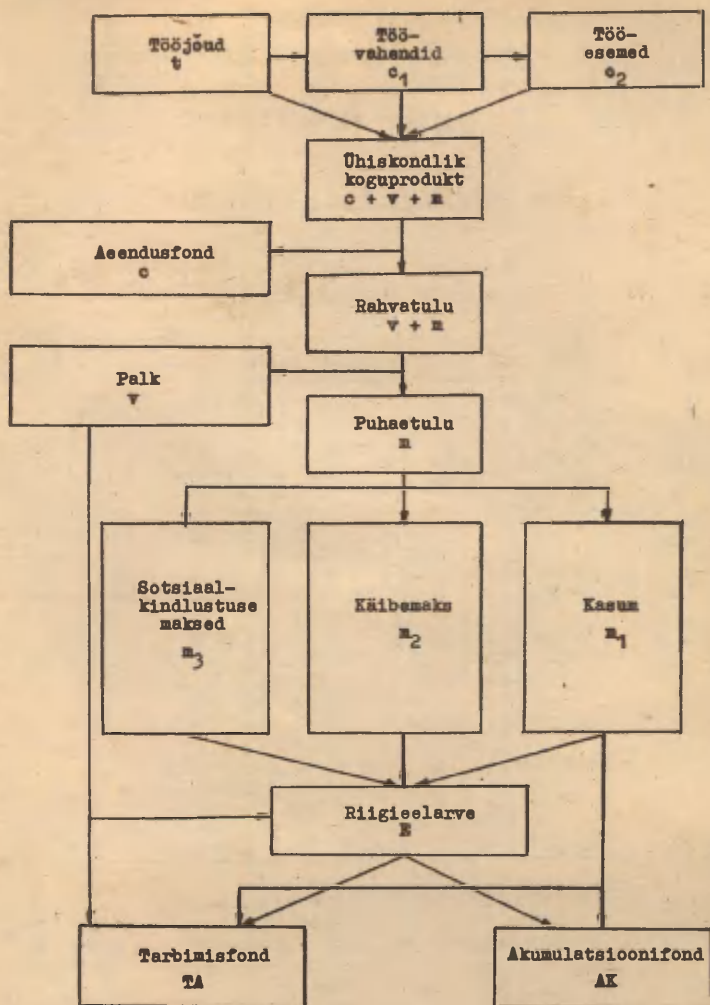 Tööjõud
t
Töö-
vahendid
c1
Töö-
esemed
c2
Ühiskondlik
koguprodukt
c + v + m
Asendusfond
c
Rahvatulu
v + m
Palk
v
Puhastulu
m
Sotsiaal-
kindlustuse
maksed
m3
Käibemaks
m2
Kasum
m1
Riigieelarve
E
Tarbimisfond
TA
Akumulatsioonifond
AK